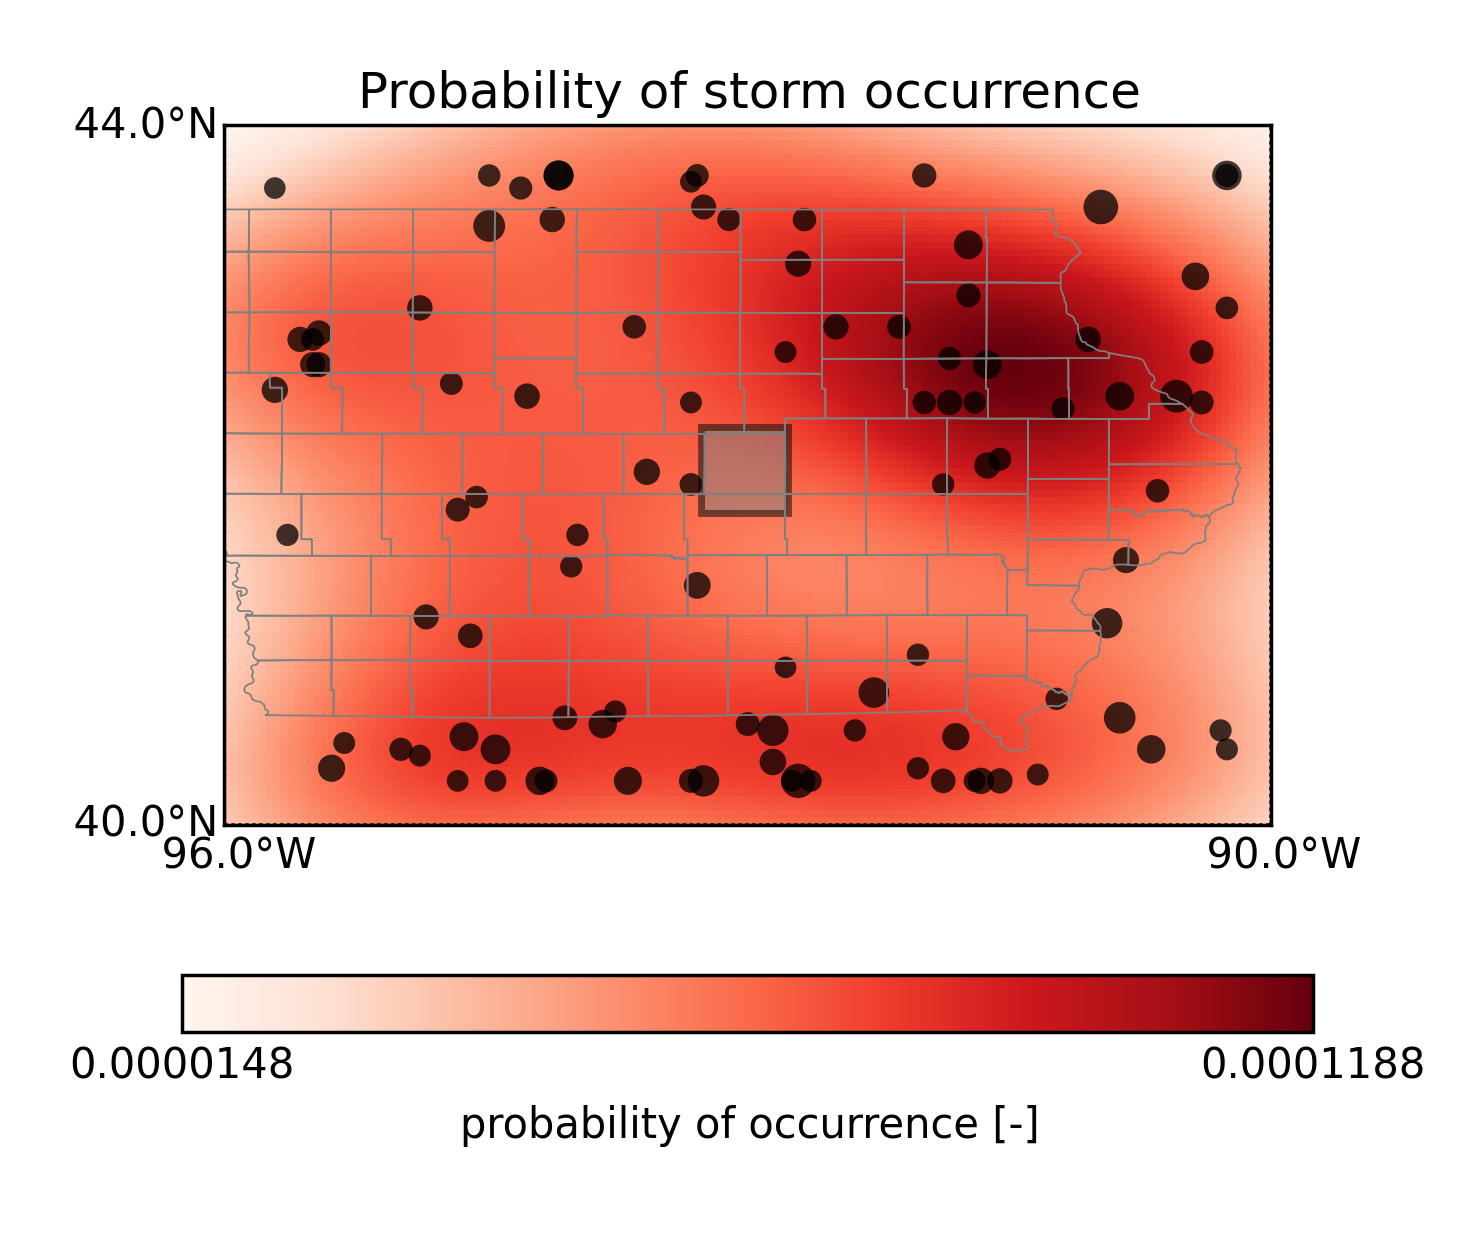 Probability of storm occurrence
44.0°N
40.0°N
96.0°W
90.0°W
0.0000148
0.0001188
probability of occurrence [-]